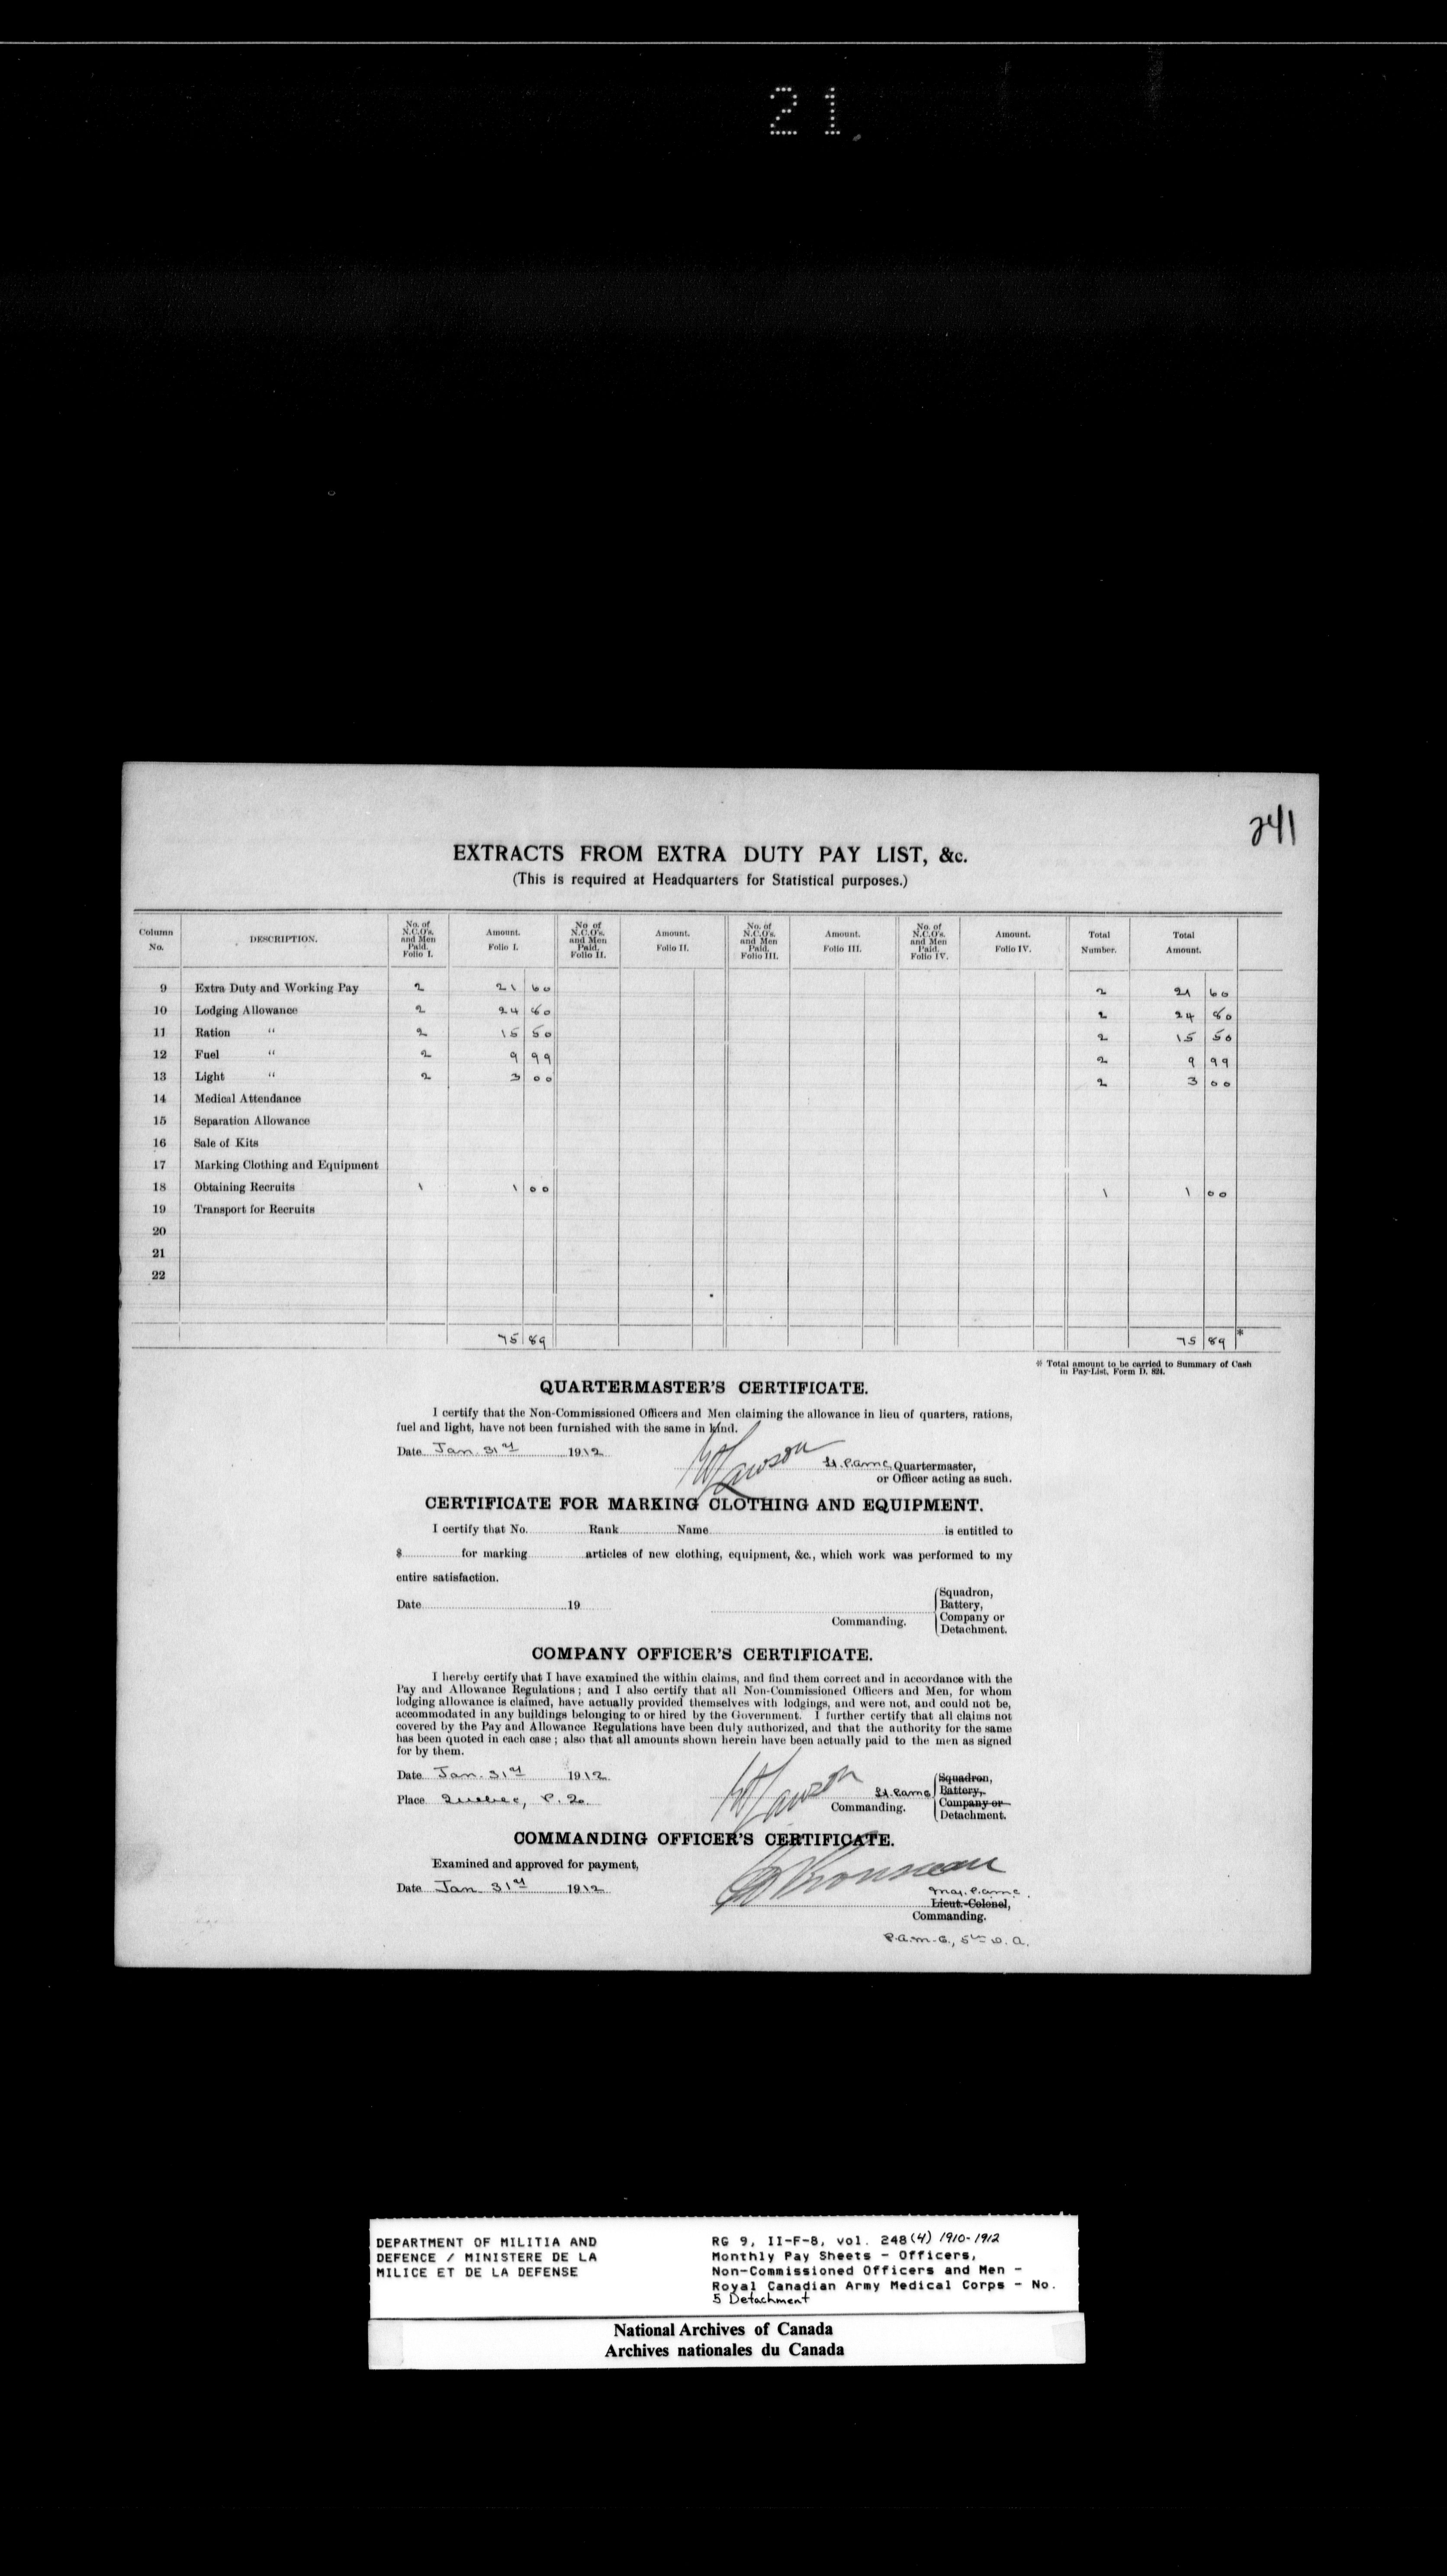 21
241
EXTRACTS FROM EXTRA DUTY PAY LIST, &c.
(This is required at Headquarters for Statistical purposes.)
Column No. DESCRIPTION. No. of N.C.O's. and Men Paid. Folio I. Amount. Folio I. No of N.C.O's. and Men Paid. Folio II. Amount. Folio II. No. of N.C.O's. and Men Paid. Folio III. Amount. Folio III. No. of N.C.O's. and Men Paid. Folio IV. Amount. Folio IV. Total Number. Total Amount.
9 Extra Duty and Working Pay 2 21 60 2 21 60
10 Lodging Allowance 2 24 80 2 24 80
11 Ration " 2 15 50 2 15 50
12 Fuel " 2 9 99 2 9 99
13 Light " 2 3 00 2 3 00
14 Medical Attendance
15 Separation Allowance
16 Sale of Kits
17 Marking Clothing and Equipment
18 Obtaining Recruits 1 1 00 1 1 00
19 Transport for Recruits
20
21
22
75 89 75 89 *
* Total amount to be carried to Summary of Cash
in Pay-List, Form D. 824.
QUARTERMASTER'S CERTIFICATE.
I certify that the Non-Commissioned Officers and Men claiming the allowance in lieu of quarters, rations,
fuel and light, have not been furnished with the same in kind.
Date Jan. 31st 1912 Lawson Lt. Quartermaster,
or Officer acting as such.
CERTIFICATE FOR MARKING CLOTHING AND EQUIPMENT.
I certify that No. Rank Name is entitled to
$ for marking articles of new clothing, equipment, &c., which work was performed to my
entire satisfaction.
Squadron,
Date 19 Battery,
Commanding. Company or
Detachment.
COMPANY OFFICER'S CERTIFICATE.
I hereby certify that I have examined the within claims, and find them correct and in accordance with the
Pay and Allowance Regulations; and I also certify that all Non-Commissioned Officers and Men, for whom
lodging allowance is claimed, have actually provided themselves with lodgings, and were not, and could not be,
accommodated in any buildings belonging to or hired by the Government. I further certify that all claims not
covered by the Pay and Allowance Regulations have been duly authorized, and that the authority for the same
has been quoted in each case; also that all amounts shown herein have been actually paid to the men as signed
for by them.
Date Jan. 31st 1912 Lawson Lt. Squadron,
Battery,
Place Quebec, P.Q. Commanding. Company or
Detachment.
COMMANDING OFFICER'S CERTIFICATE.
Examined and approved for payment,
Date Jan 31st 1912 Maj.
Lieut.-Colonel,
Commanding.
DEPARTMENT OF MILITIA AND
DEFENCE / MINISTERE DE LA
MILICE ET DE LA DEFENSE
RG 9, II-F-8, vol. 248 (4) 1910-1912
Monthly Pay Sheets - Officers,
Non-Commissioned Officers and Men -
Royal Canadian Army Medical Corps - No.
5 Detachment
National Archives of Canada
Archives nationales du Canada